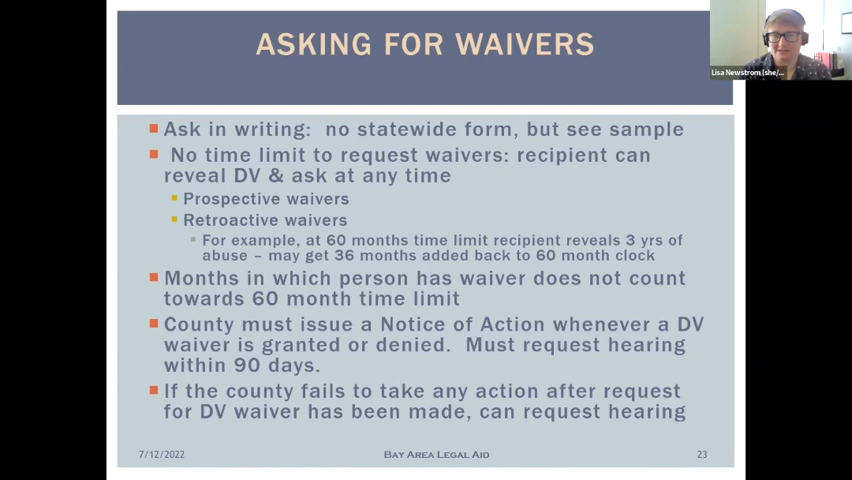 ASKING FOR WAIVERS
Lisa Newstrom (she/...
Ask in writing: no statewide form, but see sample
No time limit to request waivers: recipient can
reveal DV & ask at any time
Prospective waivers
Retroactive waivers
For example, at 60 months time limit recipient reveals 3 yrs of
abuse – may get 36 months added back to 60 month clock
Months in which person has waiver does not count
towards 60 month time limit
County must issue a Notice of Action whenever a DV
waiver is granted or denied. Must request hearing
within 90 days.
If the county fails to take any action after request
for DV waiver has been made, can request hearing
7/12/2022
BAY AREA LEGAL AID
23